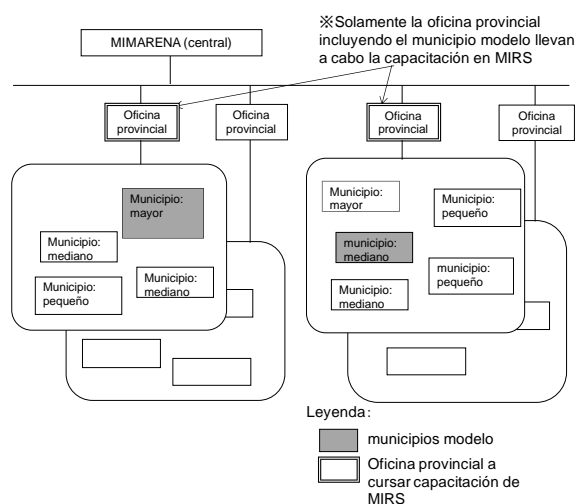 MIMARENA (central)
※Solamente la oficina provincial
incluyendo el municipio modelo llevan
a cabo la capacitación en MIRS
Oficina
provincial
Oficina
provincial
Oficina
provincial
Oficina
provincial
Municipio:
mayor
Municipio:
mediano
Municipio:
pequeño
Municipio:
mediano
Municipio:
mayor
Municipio:
pequeño
municipio:
mediano
municipio:
pequeño
Municipio:
mediano
Leyenda:
municipios modelo
Oficina provincial a
cursar capacitación de
MIRS